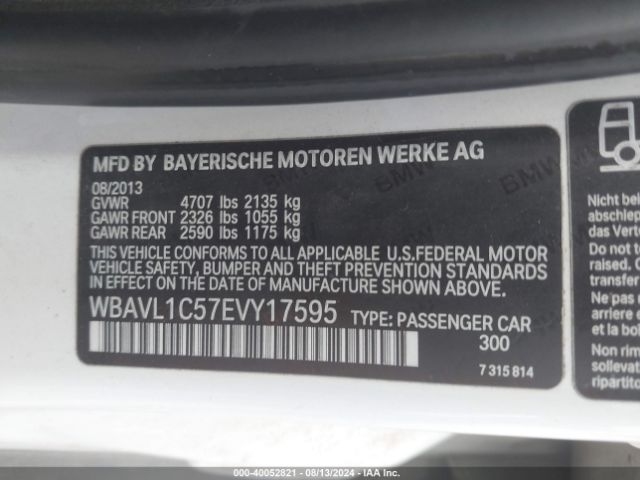 MFD BY BAYERISCHE MOTOREN WERKE AG
08/2013
GVWR 4707 lbs 2135 kg
GAWR FRONT 2326 lbs 1055 kg
GAWR REAR 2590 lbs 1175 kg
THIS VEHICLE CONFORMS TO ALL APPLICABLE U.S.FEDERAL MOTOR
VEHICLE SAFETY, BUMPER AND THEFT PREVENTION STANDARDS
IN EFFECT ON THE DATE OF MANUFACTURE SHOWN ABOVE.
WBAVL1C57EVY17595 TYPE: PASSENGER CAR
300
7 315 814
Nicht bei
abschlie
das Verte
Do not t
raised. C
transfer
Ne pas
et la bo
Non rim
sollevat
ripartito
© COPART - 40052821 - 08/13/2024 - IAA Inc.